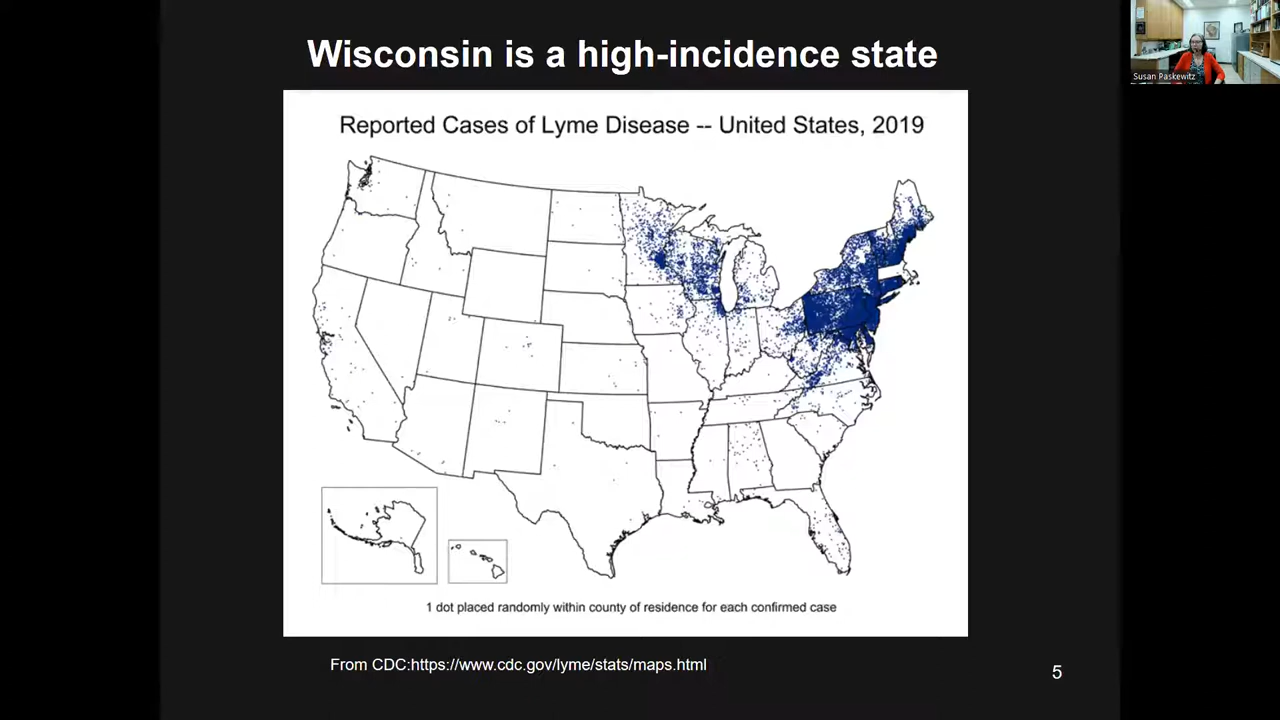 Wisconsin is a high-incidence state
Susan Paskewitz
Reported Cases of Lyme Disease -- United States, 2019
1 dot placed randomly within county of residence for each confirmed case
From CDC:https://www.cdc.gov/lyme/stats/maps.html
5